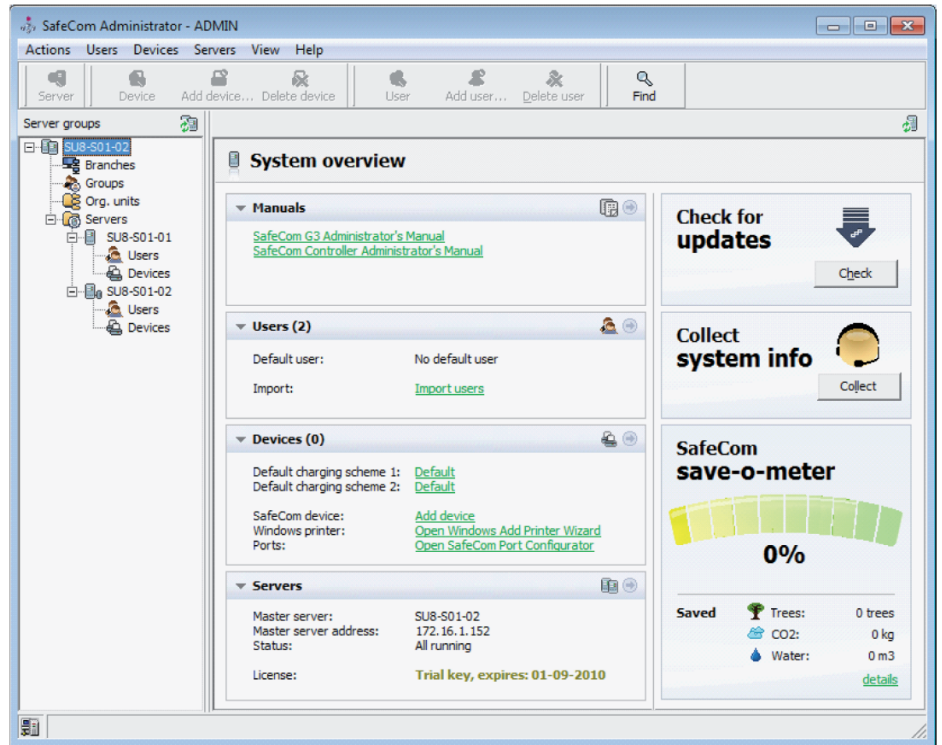 SafeCom Administrator - ADMIN
Actions Users Devices Servers View Help
Server Device Add device... Delete device User Add user... Delete user Find
Server groups
SU8-S01-02
Branches
Groups
Org. units
Servers
SU8-S01-01
Users
Devices
SU8-S01-02
Users
Devices
System overview
Manuals
SafeCom G3 Administrator's Manual
SafeCom Controller Administrator's Manual
Users (2)
Default user: No default user
Import: Import users
Devices (0)
Default charging scheme 1: Default
Default charging scheme 2: Default
SafeCom device: Add device
Windows printer: Open Windows Add Printer Wizard
Ports: Open SafeCom Port Configurator
Servers
Master server: SU8-S01-02
Master server address: 172.16.1.152
Status: All running
License: Trial key, expires: 01-09-2010
Check for
updates
Check
Collect
system info
Collect
SafeCom
save-o-meter
0%
Saved Trees: 0 trees
CO2: 0 kg
Water: 0 m3
details